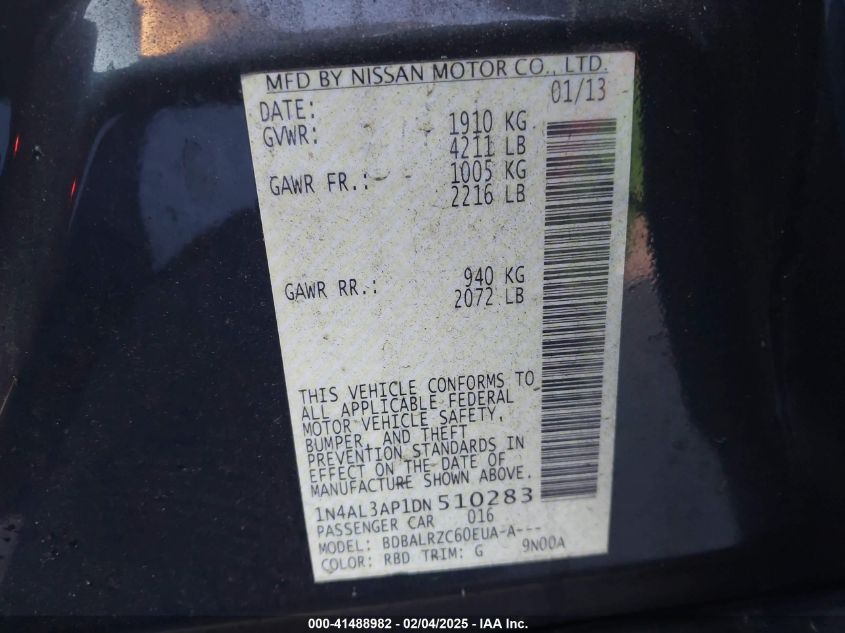 MFD BY NISSAN MOTOR CO., LTD.
DATE: 01/13
GVWR: 1910 KG
4211 LB
GAWR FR.: 1005 KG
2216 LB
GAWR RR.: 940 KG
2072 LB
THIS VEHICLE CONFORMS TO
ALL APPLICABLE FEDERAL
MOTOR VEHICLE SAFETY,
BUMPER, AND THEFT
PREVENTION STANDARDS IN
EFFECT ON THE DATE OF
MANUFACTURE SHOWN ABOVE.
1N4AL3AP1DN 510283
PASSENGER CAR 016
MODEL: BDBALRZC60EUA-A---
COLOR: RBD TRIM: G 9N00A
000-41488982 - 02/04/2025 - IAA Inc.